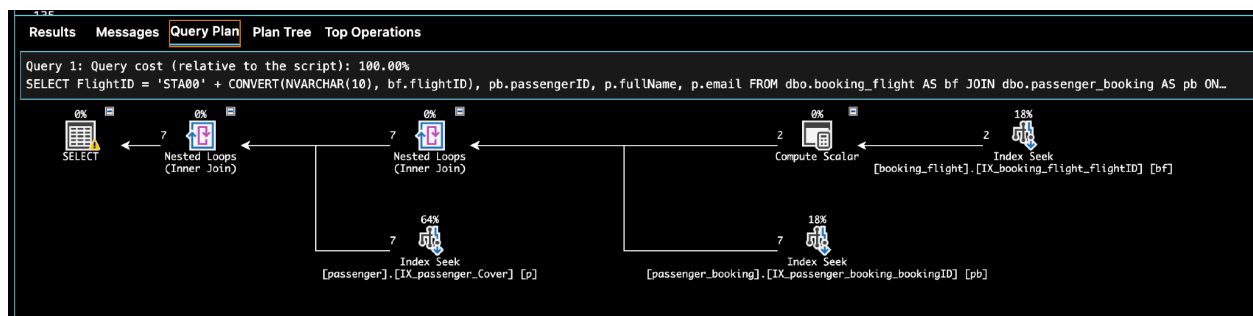 Results Messages Query Plan Plan Tree Top Operations
Query 1: Query cost (relative to the script): 100.00%
SELECT FlightID = 'STA00' + CONVERT(NVARCHAR(10), bf.flightID), pb.passengerID, p.fullName, p.email FROM dbo.booking_flight AS bf JOIN dbo.passenger_booking AS pb ON…
0% 0% 0% 0% 18%
7 7 2 2
SELECT Nested Loops Nested Loops Compute Scalar Index Seek
(Inner Join) (Inner Join) [booking_flight].[IX_booking_flight_flightID] [bf]
64% 18%
7 7
Index Seek Index Seek
[passenger].[IX_passenger_Cover] [p] [passenger_booking].[IX_passenger_booking_bookingID] [pb]